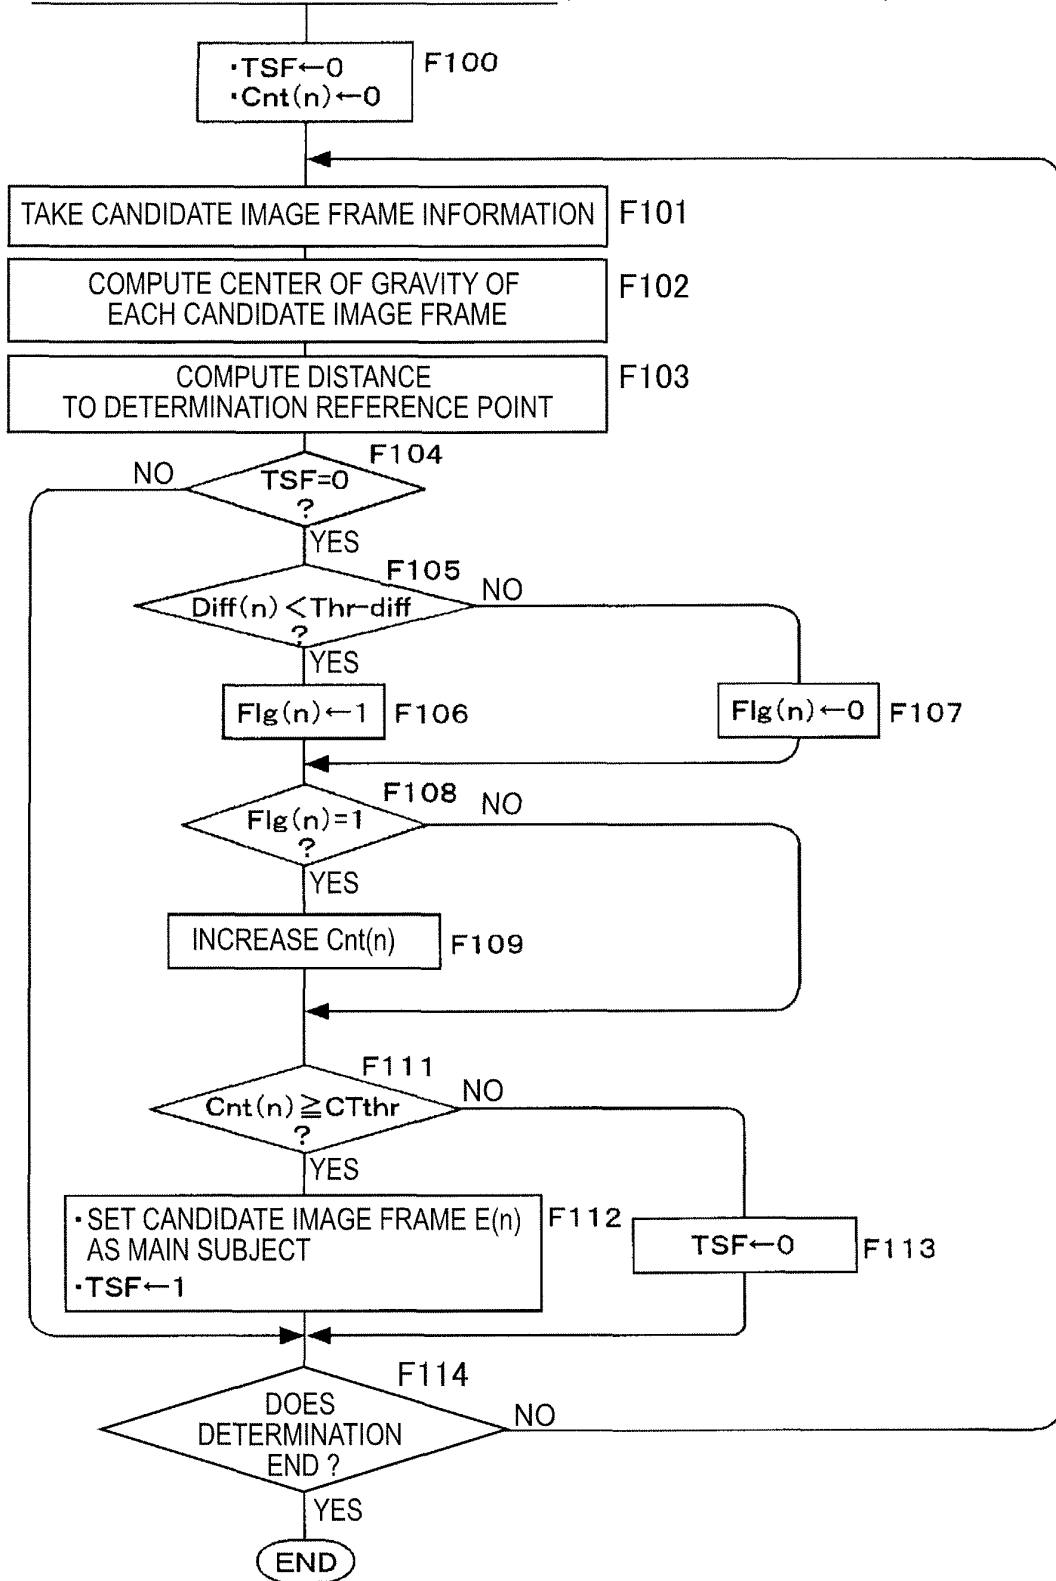 ·TSF←0
·Cnt(n)←0
F100
TAKE CANDIDATE IMAGE FRAME INFORMATION
F101
COMPUTE CENTER OF GRAVITY OF
EACH CANDIDATE IMAGE FRAME
F102
COMPUTE DISTANCE
TO DETERMINATION REFERENCE POINT
F103
F104
NO
TSF=0
?
YES
F105
NO
Diff(n)<Thr-diff
?
YES
Flg(n)←1
F106
Flg(n)←0
F107
F108
NO
Flg(n)=1
?
YES
INCREASE Cnt(n)
F109
F111
NO
Cnt(n)≧CTthr
?
YES
·SET CANDIDATE IMAGE FRAME E(n)
AS MAIN SUBJECT
·TSF←1
F112
TSF←0
F113
F114
DOES
DETERMINATION
END ?
NO
YES
END